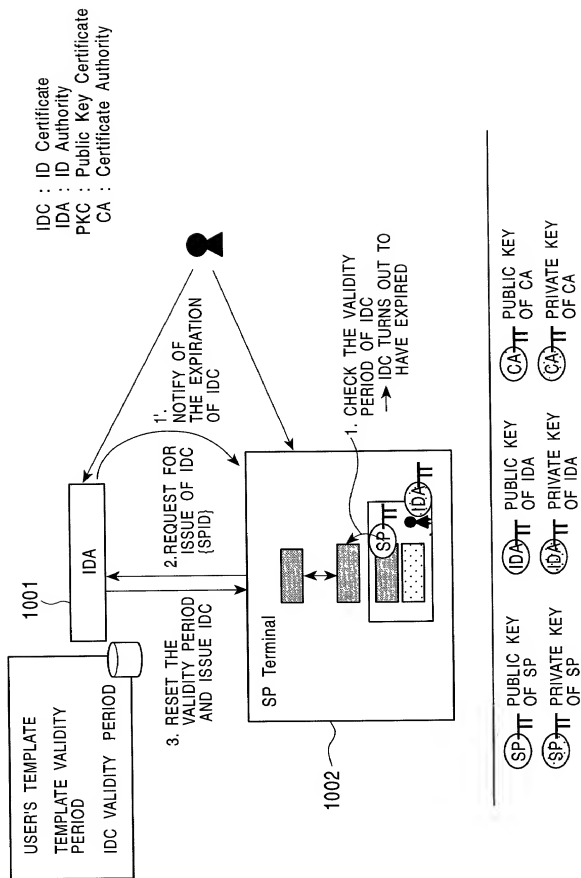 IDC : ID Certificate
IDA : ID Authority
PKC : Public Key Certificate
CA : Certificate Authority
USER'S TEMPLATE
TEMPLATE VALIDITY
PERIOD
IDC VALIDITY PERIOD
1001
IDA
1'.
NOTIFY OF
THE EXPIRATION
OF IDC
2.REQUEST FOR
ISSUE OF IDC
{SPID}
3. RESET THE
VALIDITY PERIOD
AND ISSUE IDC
SP Terminal
1002
SP
IDA
1. CHECK THE VALIDITY
PERIOD OF IDC
→ IDC TURNS OUT TO
HAVE EXPIRED
SP PUBLIC KEY
OF SP
IDA PUBLIC KEY
OF IDA
CA PUBLIC KEY
OF CA
SP PRIVATE KEY
OF SP
IDA PRIVATE KEY
OF IDA
CA PRIVATE KEY
OF CA